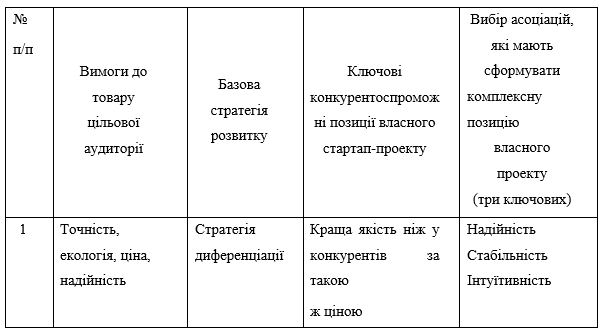 №
п/п
Вимоги до
товару
цільової
аудиторії
Базова
стратегія
розвитку
Ключові
конкурентоспромож
ні позиції власного
стартап-проекту
Вибір асоціацій,
які мають
сформувати
комплексну
позицію
власного
проекту
(три ключових)
1
Точність,
екологія, ціна,
надійність
Стратегія
диференціації
Краща якість ніж у
конкурентів за
такою
ж ціною
Надійність
Стабільність
Інтуїтивність